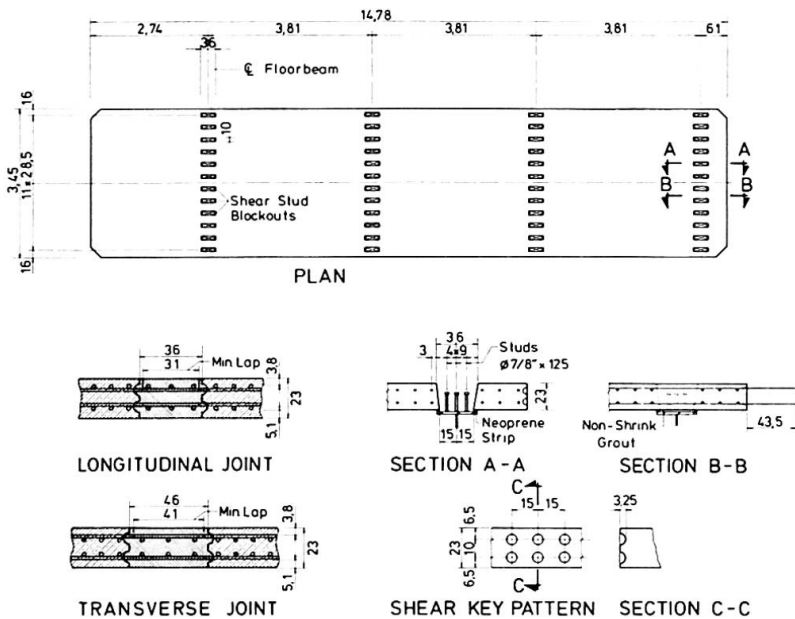 14,78
2,74 3,81 3,81 3,81 61
36
℄ Floorbeam
16
10
3,45
11 × 28,5
A A
B B
Shear Stud
Blockouts
16
PLAN
36
31
Min Lap
3,8
23
5,1
LONGITUDINAL JOINT
36
3 4×9
Studs
Ø7/8" × 125
23
15 15
Neoprene
Strip
SECTION A-A
Non-Shrink
Grout
43,5
SECTION B-B
46
41
Min Lap
3,8
23
5,1
TRANSVERSE JOINT
C
15 15
6,5
23
10
6,5
C
SHEAR KEY PATTERN
3,25
SECTION C-C